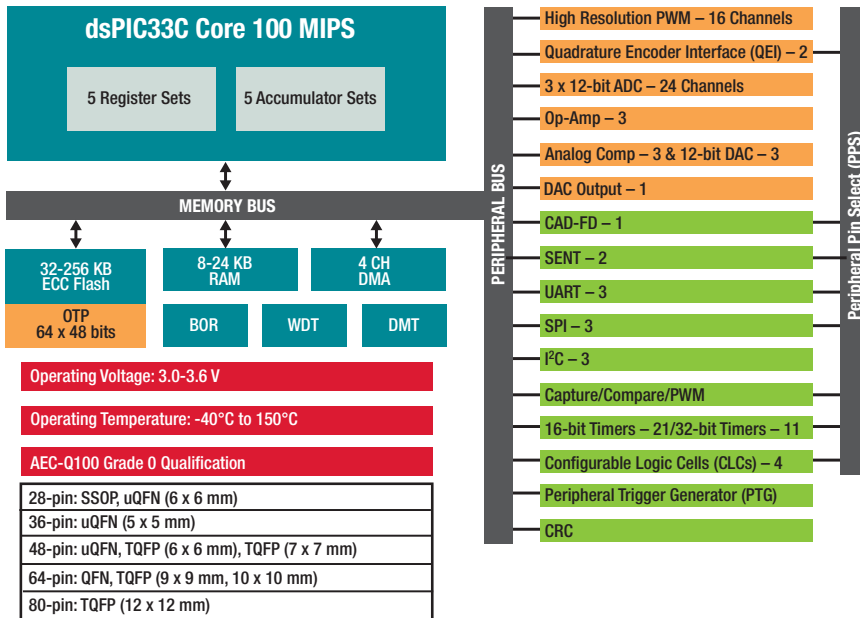 dsPIC33C Core 100 MIPS
5 Register Sets
5 Accumulator Sets
MEMORY BUS
32-256 KB
ECC Flash
OTP
64 x 48 bits
8-24 KB
RAM
4 CH
DMA
BOR
WDT
DMT
Operating Voltage: 3.0-3.6 V
Operating Temperature: -40°C to 150°C
AEC-Q100 Grade 0 Qualification
28-pin: SSOP, uQFN (6 x 6 mm)
36-pin: uQFN (5 x 5 mm)
48-pin: uQFN, TQFP (6 x 6 mm), TQFP (7 x 7 mm)
64-pin: QFN, TQFP (9 x 9 mm, 10 x 10 mm)
80-pin: TQFP (12 x 12 mm)
PERIPHERAL BUS
High Resolution PWM – 16 Channels
Quadrature Encoder Interface (QEI) – 2
3 x 12-bit ADC – 24 Channels
Op-Amp – 3
Analog Comp – 3 & 12-bit DAC – 3
DAC Output – 1
CAD-FD – 1
SENT – 2
UART – 3
SPI – 3
I²C – 3
Capture/Compare/PWM
16-bit Timers – 21/32-bit Timers – 11
Configurable Logic Cells (CLCs) – 4
Peripheral Trigger Generator (PTG)
CRC
Peripheral Pin Select (PPS)